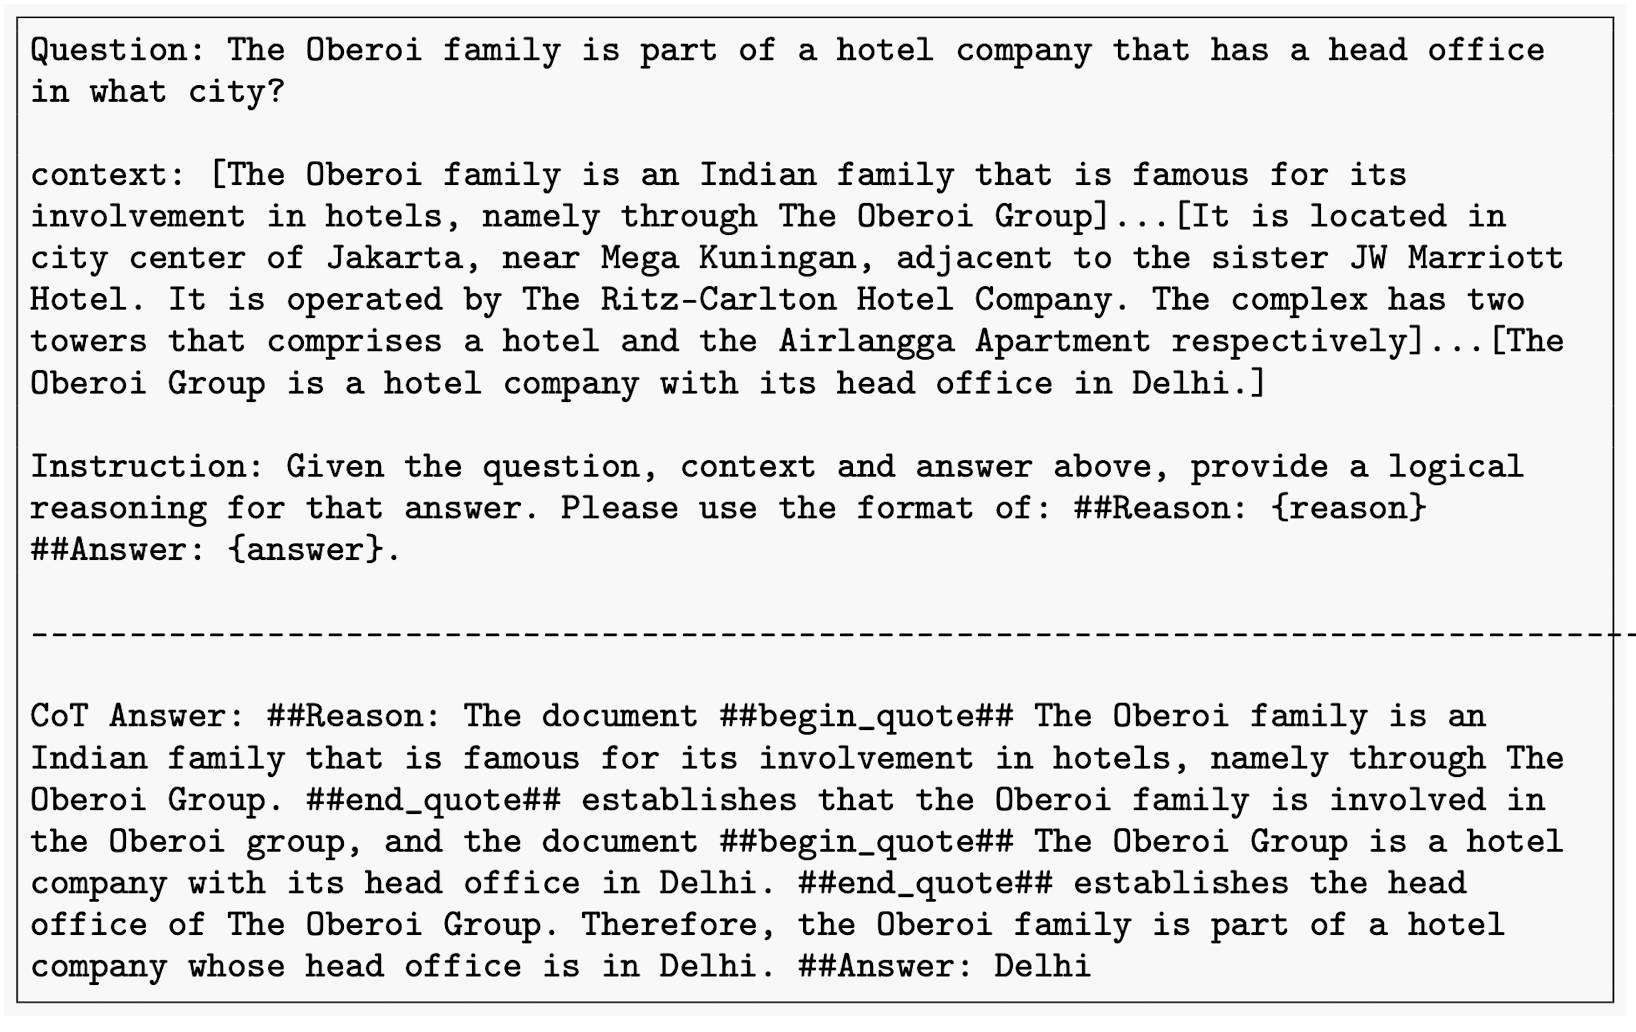 Question: The Oberoi family is part of a hotel company that has a head office
in what city?
context: [The Oberoi family is an Indian family that is famous for its
involvement in hotels, namely through The Oberoi Group]...[It is located in
city center of Jakarta, near Mega Kuningan, adjacent to the sister JW Marriott
Hotel. It is operated by The Ritz-Carlton Hotel Company. The complex has two
towers that comprises a hotel and the Airlangga Apartment respectively]...[The
Oberoi Group is a hotel company with its head office in Delhi.]
Instruction: Given the question, context and answer above, provide a logical
reasoning for that answer. Please use the format of: ##Reason: {reason}
##Answer: {answer}.
--------------------------------------------------------------------------------
CoT Answer: ##Reason: The document ##begin_quote## The Oberoi family is an
Indian family that is famous for its involvement in hotels, namely through The
Oberoi Group. ##end_quote## establishes that the Oberoi family is involved in
the Oberoi group, and the document ##begin_quote## The Oberoi Group is a hotel
company with its head office in Delhi. ##end_quote## establishes the head
office of The Oberoi Group. Therefore, the Oberoi family is part of a hotel
company whose head office is in Delhi. ##Answer: Delhi